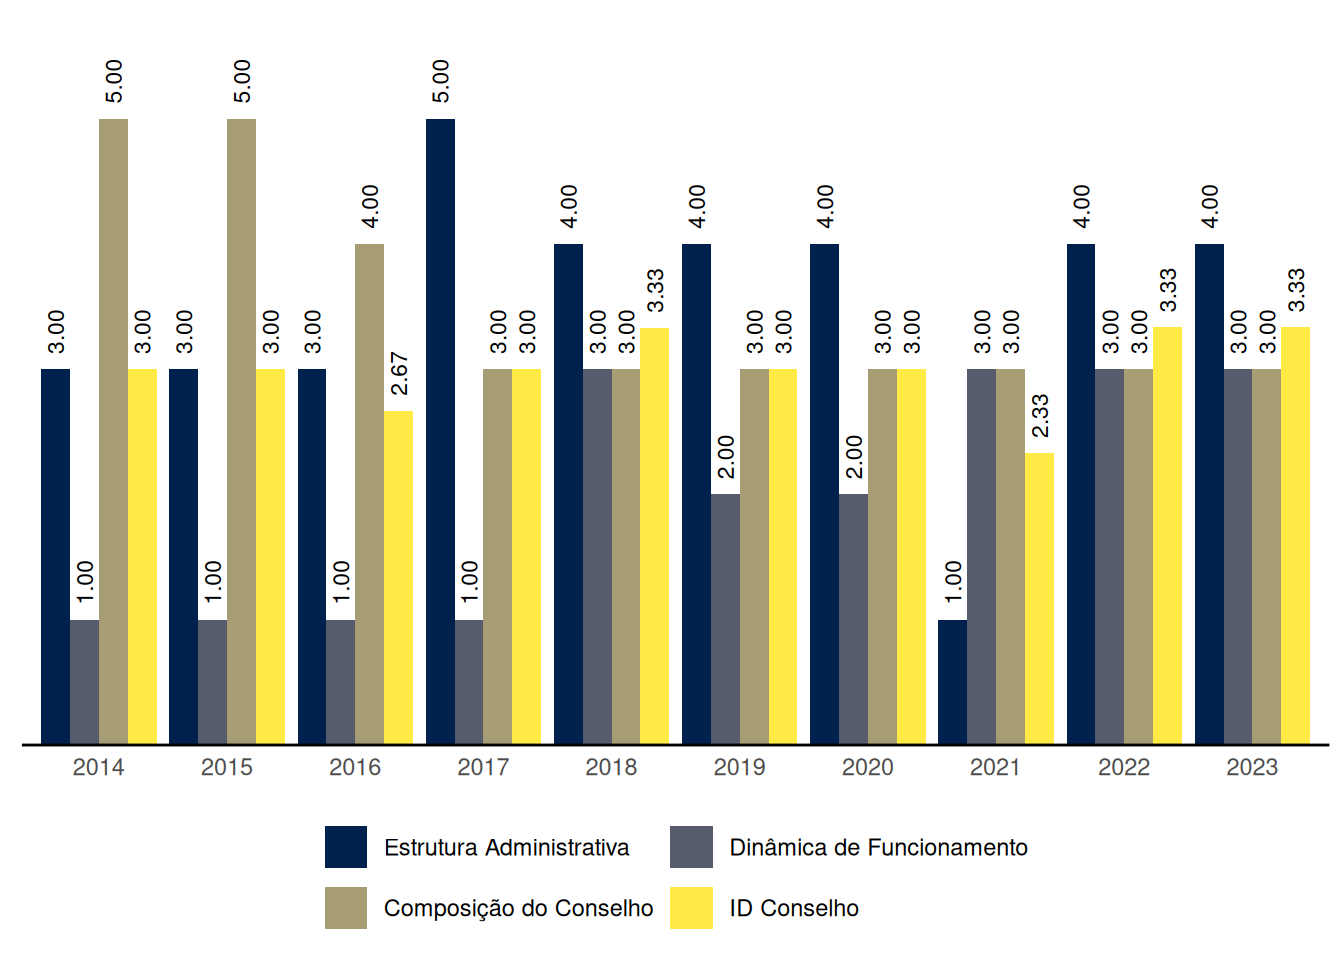 3.00 1.00 5.00 3.00
3.00 1.00 5.00 3.00
3.00 1.00 4.00 2.67
5.00 1.00 3.00 3.00
4.00 3.00 3.00 3.33
4.00 2.00 3.00 3.00
4.00 2.00 3.00 3.00
1.00 3.00 3.00 2.33
4.00 3.00 3.00 3.33
4.00 3.00 3.00 3.33
2014 2015 2016 2017 2018 2019 2020 2021 2022 2023
Estrutura Administrativa Dinâmica de Funcionamento
Composição do Conselho ID Conselho